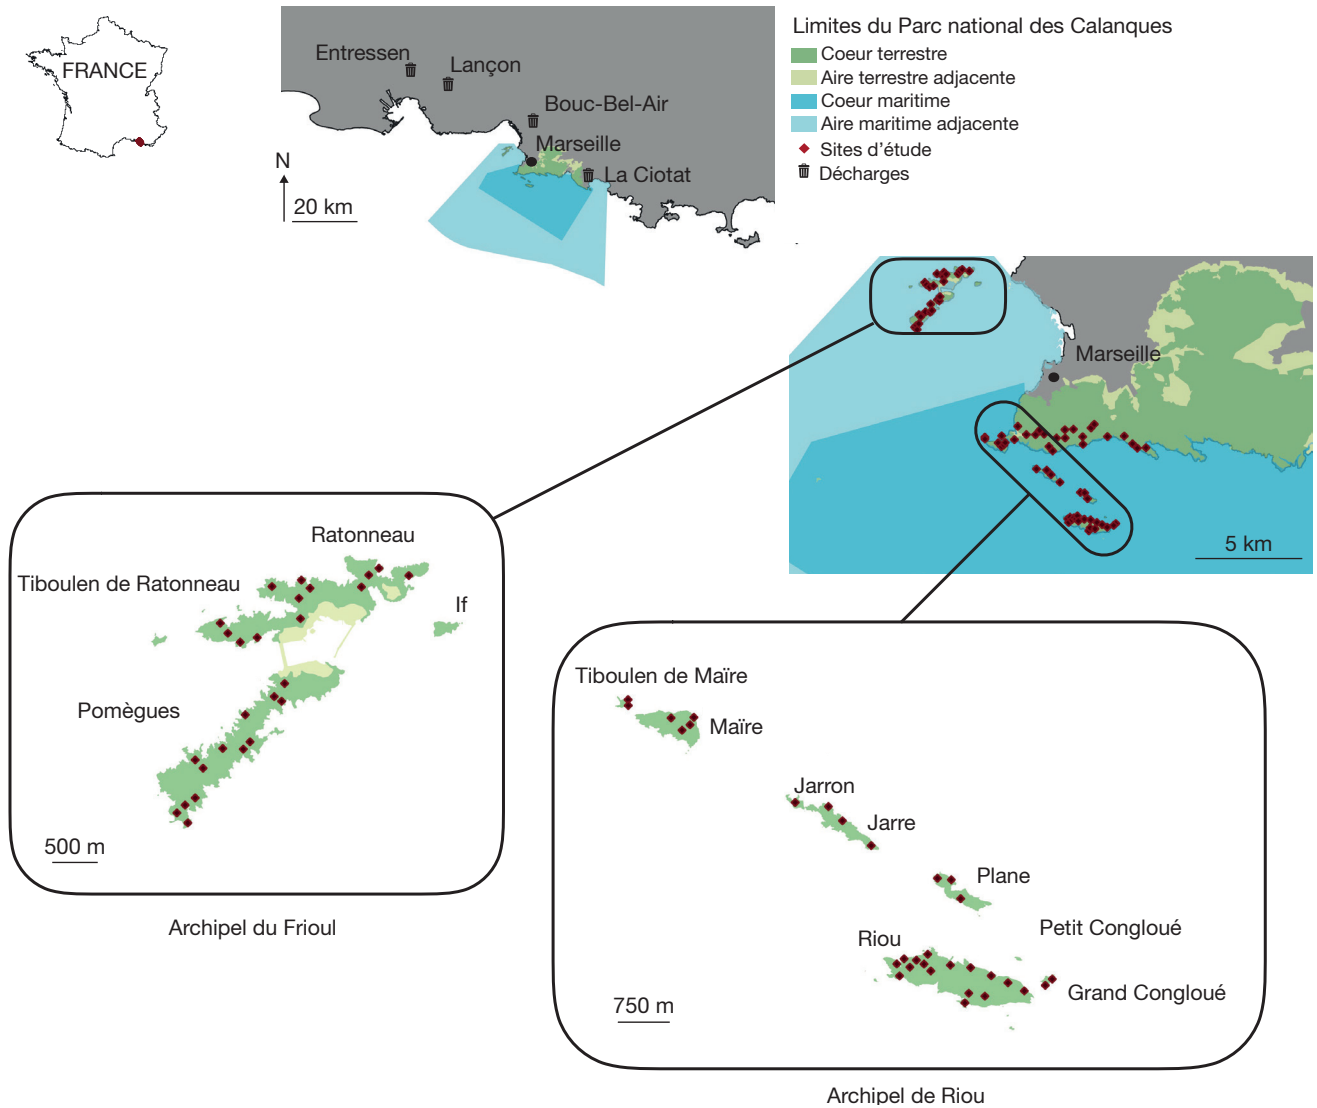 FRANCE
Entressen
Lançon
Bouc-Bel-Air
Marseille
La Ciotat
N
20 km
Limites du Parc national des Calanques
Coeur terrestre
Aire terrestre adjacente
Coeur maritime
Aire maritime adjacente
Sites d'étude
Décharges
Marseille
5 km
Ratonneau
Tiboulen de Ratonneau
If
Pomègues
500 m
Archipel du Frioul
Tiboulen de Maïre
Maïre
Jarron
Jarre
Plane
Petit Congloué
Riou
Grand Congloué
750 m
Archipel de Riou